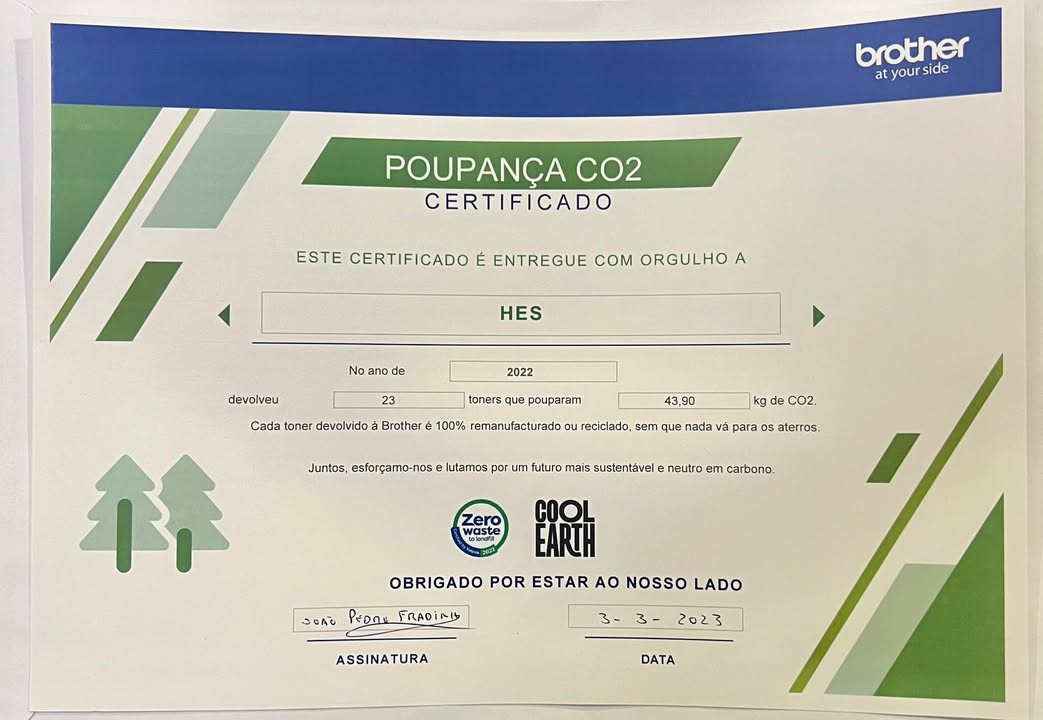 brother
at your side
POUPANÇA CO2
CERTIFICADO
ESTE CERTIFICADO É ENTREGUE COM ORGULHO A
HES
No ano de 2022
devolveu 23 toners que pouparam 43,90 kg de CO2.
Cada toner devolvido à Brother é 100% remanufacturado ou reciclado, sem que nada vá para os aterros.
Juntos, esforçamo-nos e lutamos por um futuro mais sustentável e neutro em carbono.
Zero
waste
to landfill
2022
COOL
EARTH
OBRIGADO POR ESTAR AO NOSSO LADO
JOÃO PEDRO 3-3-2023
ASSINATURA DATA